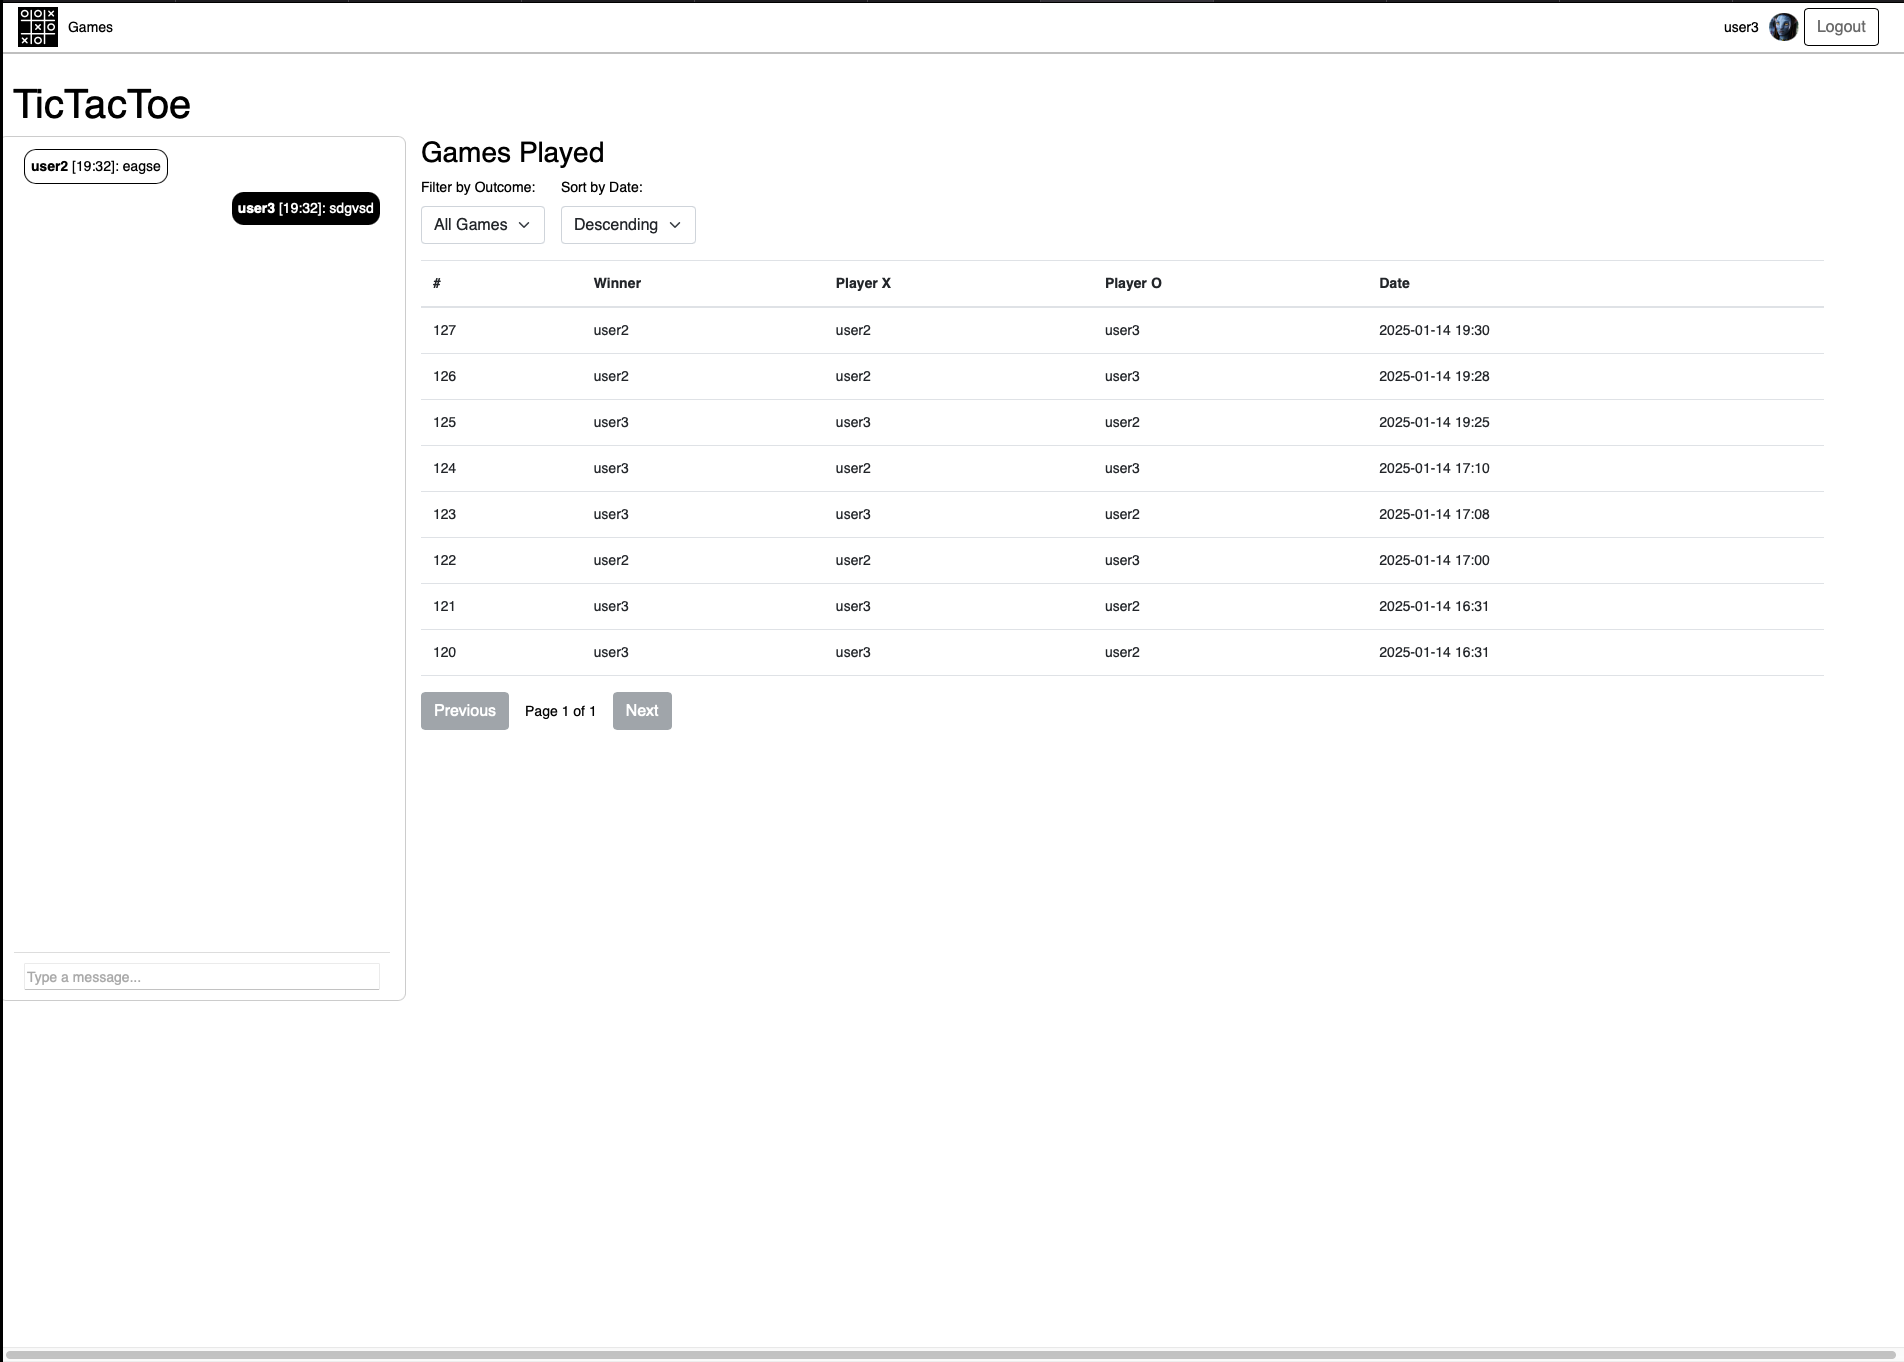 Games
user3
Logout
TicTacToe
user2 [19:32]: eagse
user3 [19:32]: sdgvsd
Type a message...
Games Played
Filter by Outcome: Sort by Date:
All Games Descending
# Winner Player X Player O Date
127 user2 user2 user3 2025-01-14 19:30
126 user2 user2 user3 2025-01-14 19:28
125 user3 user3 user2 2025-01-14 19:25
124 user3 user2 user3 2025-01-14 17:10
123 user3 user3 user2 2025-01-14 17:08
122 user2 user2 user3 2025-01-14 17:00
121 user3 user3 user2 2025-01-14 16:31
120 user3 user3 user2 2025-01-14 16:31
Previous Page 1 of 1 Next